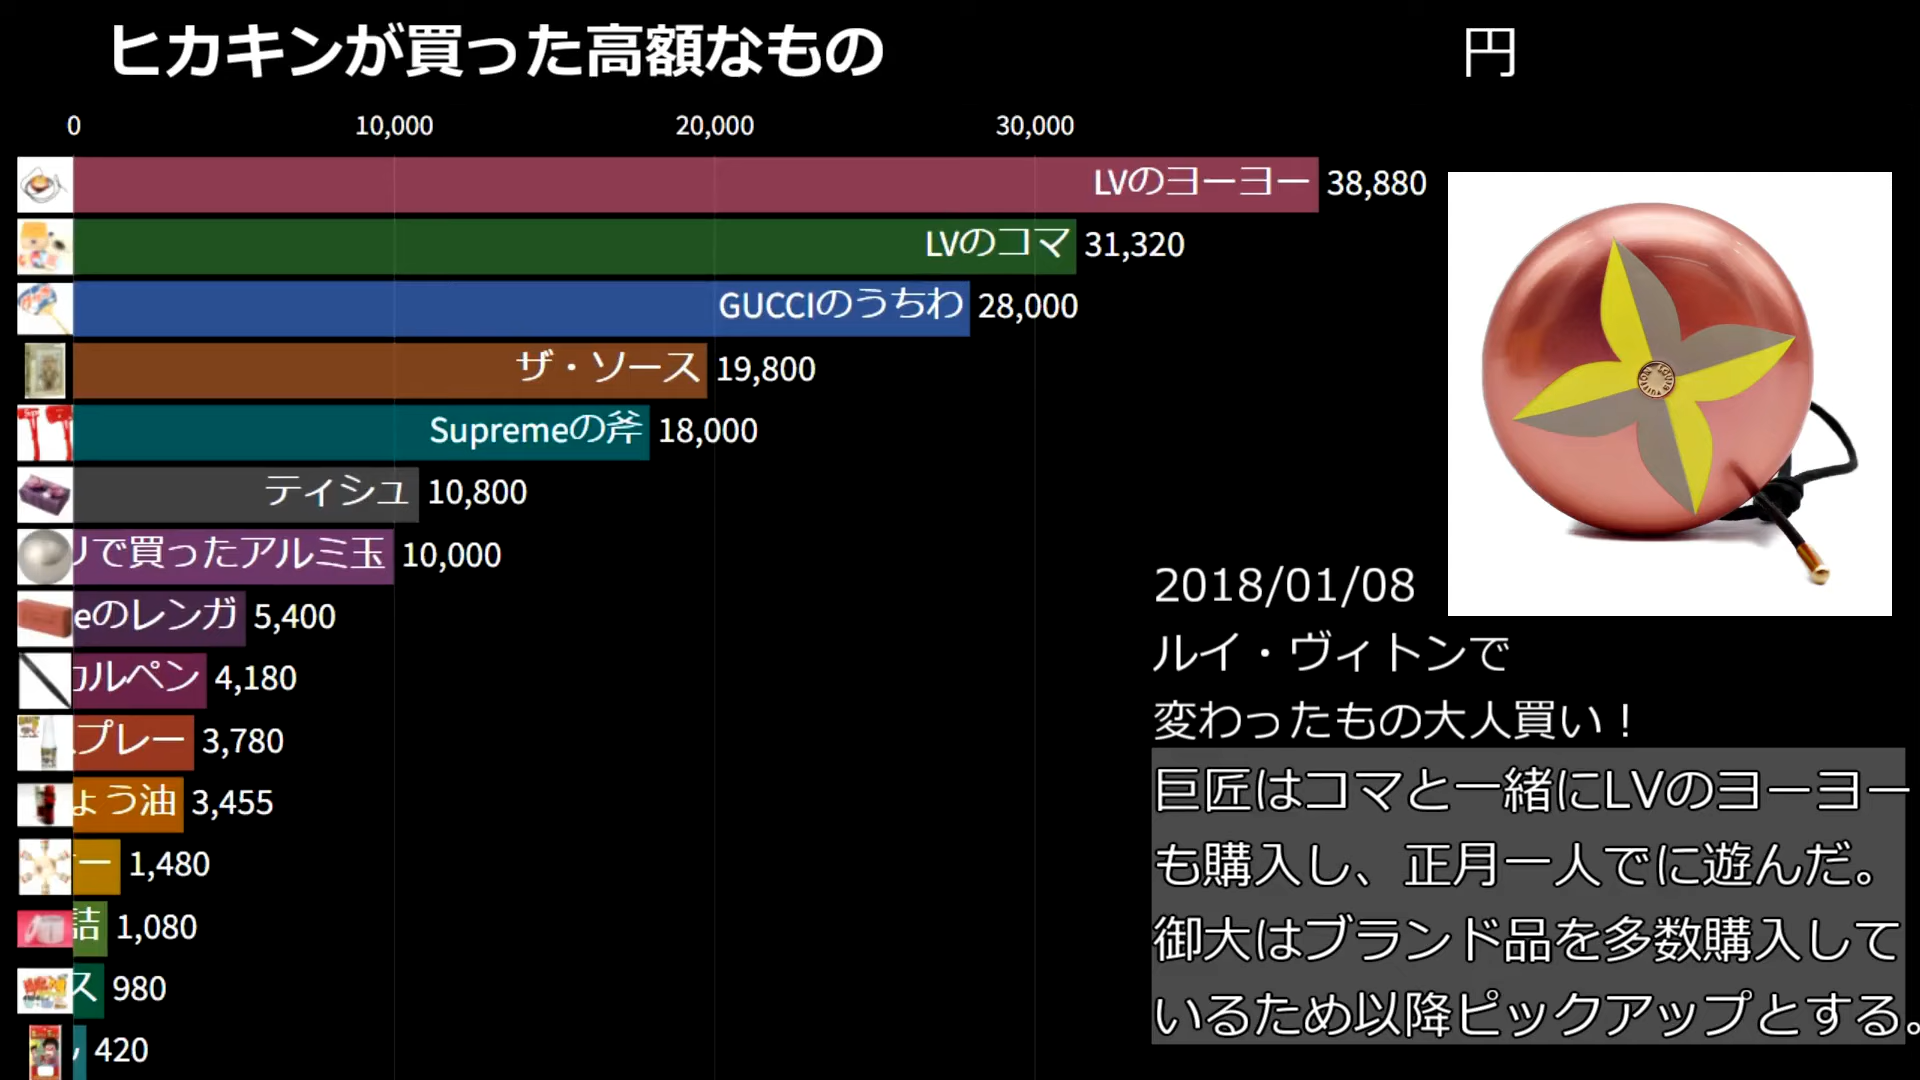 ヒカキンが買った高額なもの
円
0 10,000 20,000 30,000
LVのヨーヨー 38,880
LVのコマ 31,320
GUCCIのうちわ 28,000
ザ・ソース 19,800
Supremeの斧 18,000
ティシュ 10,800
リで買ったアルミ玉 10,000
eのレンガ 5,400
カルペン 4,180
プレー 3,780
ょう油 3,455
ー 1,480
詰 1,080
ス 980
420
2018/01/08
ルイ・ヴィトンで
変わったもの大人買い！
巨匠はコマと一緒にLVのヨーヨー
も購入し、正月一人でに遊んだ。
御大はブランド品を多数購入して
いるため以降ピックアップとする。